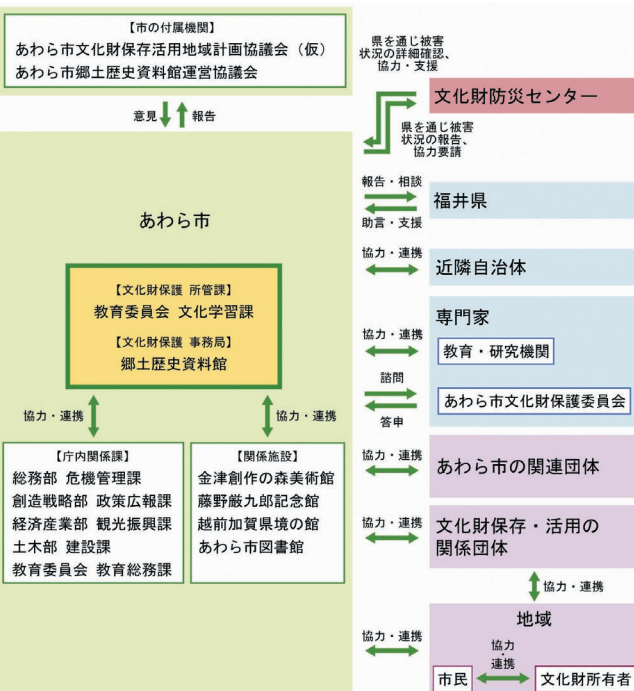 【市の付属機関】
あわら市文化財保存活用地域計画協議会（仮）
あわら市郷土歴史資料館運営協議会
意見
報告
あわら市
【文化財保護 所管課】
教育委員会 文化学習課
【文化財保護 事務局】
郷土歴史資料館
協力・連携
協力・連携
【庁内関係課】
総務部 危機管理課
創造戦略部 政策広報課
経済産業部 観光振興課
土木部 建設課
教育委員会 教育総務課
【関係施設】
金津創作の森美術館
藤野厳九郎記念館
越前加賀県境の館
あわら市図書館
県を通じ被害
状況の詳細確認、
協力・支援
県を通じ被害
状況の報告、
協力要請
文化財防災センター
報告・相談
助言・支援
福井県
協力・連携
近隣自治体
専門家
協力・連携
教育・研究機関
諮問
答申
あわら市文化財保護委員会
協力・連携
あわら市の関連団体
協力・連携
文化財保存・活用の
関係団体
協力・連携
地域
協力・連携
協力
・
連携
市民
文化財所有者